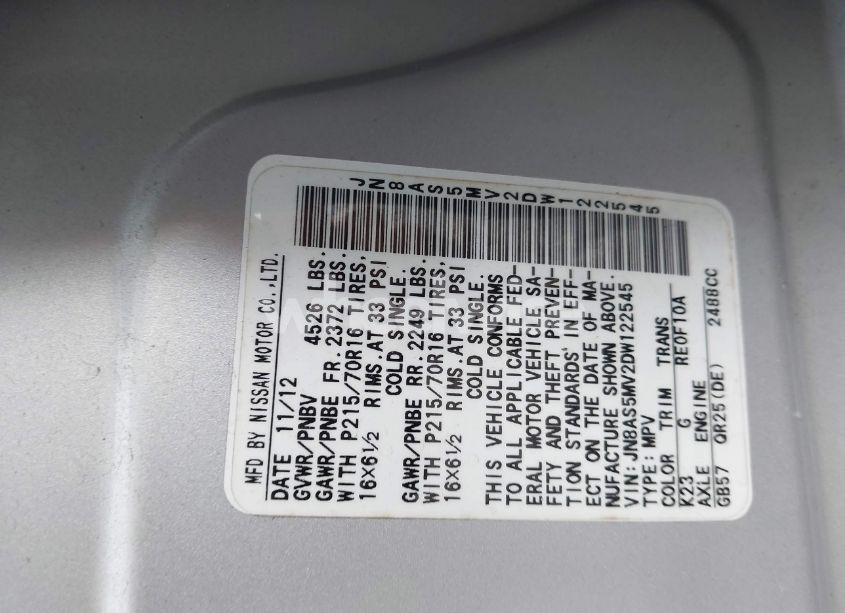 JN8AS5MV2DW122545
MFD BY NISSAN MOTOR CO.,LTD.
DATE 11/12
GVWR/PNBV 4526 LBS.
GAWR/PNBE FR. 2372 LBS.
WITH P215/70R16 TIRES,
16X6½ RIMS.AT 33 PSI
COLD SINGLE.
GAWR/PNBE RR. 2249 LBS.
WITH P215/70R16 TIRES,
16X6½ RIMS.AT 33 PSI
COLD SINGLE.
THIS VEHICLE CONFORMS
TO ALL APPLICABLE FED-
ERAL MOTOR VEHICLE SA-
FETY AND THEFT PREVEN-
TION STANDARDS' IN EFF-
ECT ON THE DATE OF MA-
NUFACTURE SHOWN ABOVE.
VIN: JN8AS5MV2DW122545
TYPE: MPV
COLOR TRIM TRANS
K23 G RE0F10A
AXLE ENGINE
GB57 QR25(DE) 2488CC